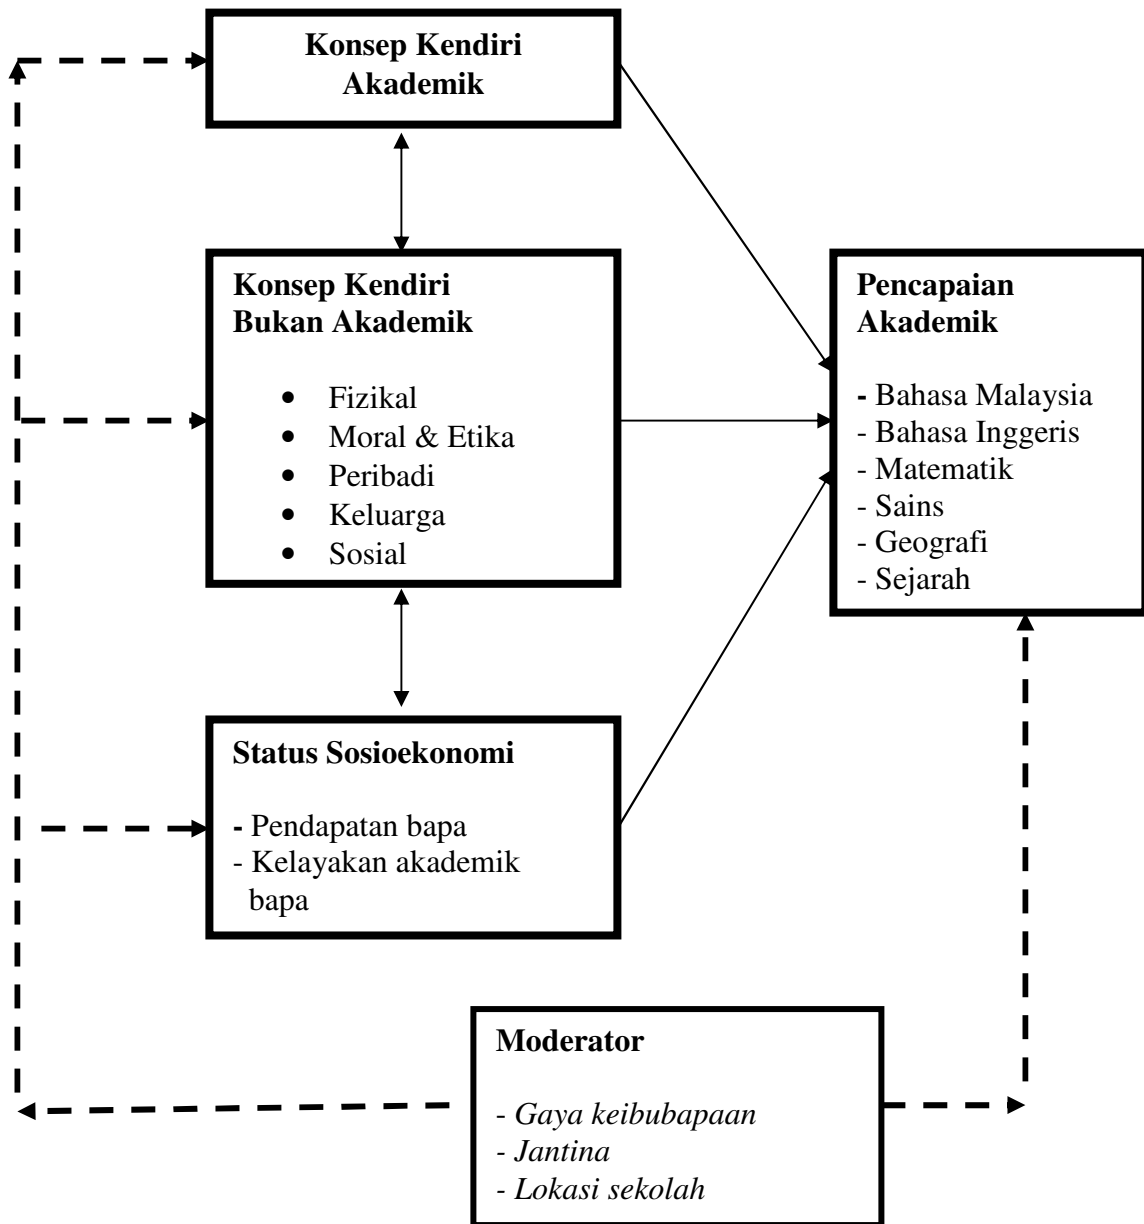 Konsep Kendiri
Akademik
Konsep Kendiri
Bukan Akademik
• Fizikal
• Moral & Etika
• Peribadi
• Keluarga
• Sosial
Pencapaian
Akademik
- Bahasa Malaysia
- Bahasa Inggeris
- Matematik
- Sains
- Geografi
- Sejarah
Status Sosioekonomi
- Pendapatan bapa
- Kelayakan akademik
bapa
Moderator
- Gaya keibubapaan
- Jantina
- Lokasi sekolah